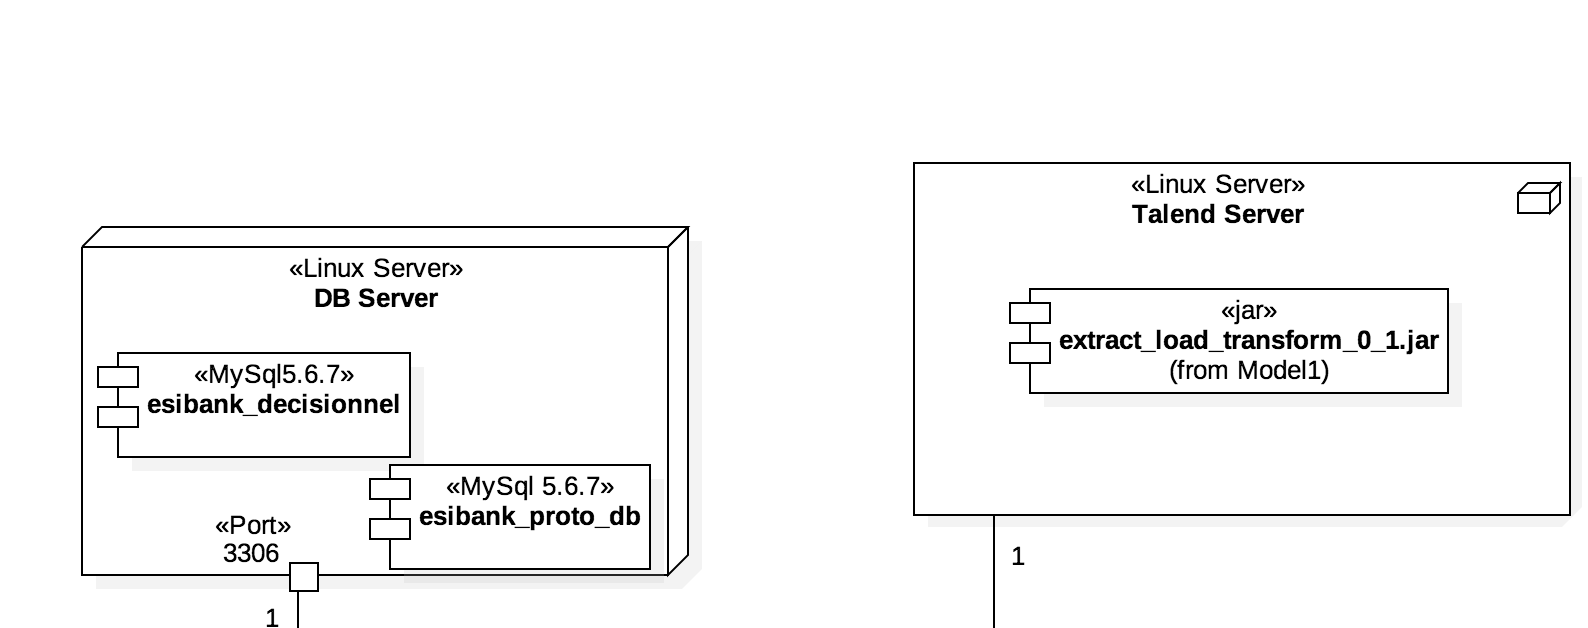 «Linux Server»
DB Server
«MySql5.6.7»
esibank_decisionnel
«MySql 5.6.7»
esibank_proto_db
«Port»
3306
1
«Linux Server»
Talend Server
«jar»
extract_load_transform_0_1.jar
(from Model1)
1